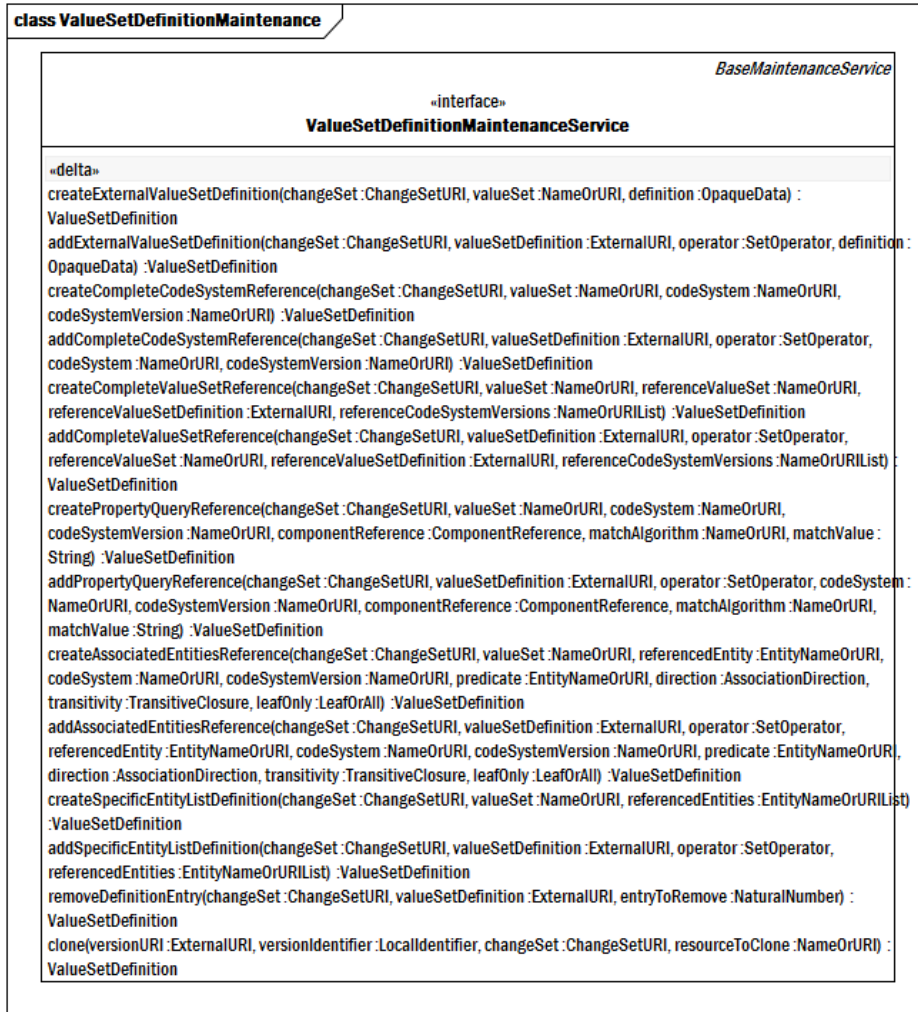 class ValueSetDefinitionMaintenance
BaseMaintenanceService
«interface»
ValueSetDefinitionMaintenanceService
«delta»
createExternalValueSetDefinition(changeSet :ChangeSetURI, valueSet :NameOrURI, definition :OpaqueData) :
ValueSetDefinition
addExternalValueSetDefinition(changeSet :ChangeSetURI, valueSetDefinition :ExternalURI, operator :SetOperator, definition :
OpaqueData) :ValueSetDefinition
createCompleteCodeSystemReference(changeSet :ChangeSetURI, valueSet :NameOrURI, codeSystem :NameOrURI,
codeSystemVersion :NameOrURI) :ValueSetDefinition
addCompleteCodeSystemReference(changeSet :ChangeSetURI, valueSetDefinition :ExternalURI, operator :SetOperator,
codeSystem :NameOrURI, codeSystemVersion :NameOrURI) :ValueSetDefinition
createCompleteValueSetReference(changeSet :ChangeSetURI, valueSet :NameOrURI, referenceValueSet :NameOrURI,
referenceValueSetDefinition :ExternalURI, referenceCodeSystemVersions :NameOrURIList) :ValueSetDefinition
addCompleteValueSetReference(changeSet :ChangeSetURI, valueSetDefinition :ExternalURI, operator :SetOperator,
referenceValueSet :NameOrURI, referenceValueSetDefinition :ExternalURI, referenceCodeSystemVersions :NameOrURIList) :
ValueSetDefinition
createPropertyQueryReference(changeSet :ChangeSetURI, valueSet :NameOrURI, codeSystem :NameOrURI,
codeSystemVersion :NameOrURI, componentReference :ComponentReference, matchAlgorithm :NameOrURI, matchValue :
String) :ValueSetDefinition
addPropertyQueryReference(changeSet :ChangeSetURI, valueSetDefinition :ExternalURI, operator :SetOperator, codeSystem :
NameOrURI, codeSystemVersion :NameOrURI, componentReference :ComponentReference, matchAlgorithm :NameOrURI,
matchValue :String) :ValueSetDefinition
createAssociatedEntitiesReference(changeSet :ChangeSetURI, valueSet :NameOrURI, referencedEntity :EntityNameOrURI,
codeSystem :NameOrURI, codeSystemVersion :NameOrURI, predicate :EntityNameOrURI, direction :AssociationDirection,
transitivity :TransitiveClosure, leafOnly :LeafOrAll) :ValueSetDefinition
addAssociatedEntitiesReference(changeSet :ChangeSetURI, valueSetDefinition :ExternalURI, operator :SetOperator,
referencedEntity :EntityNameOrURI, codeSystem :NameOrURI, codeSystemVersion :NameOrURI, predicate :EntityNameOrURI,
direction :AssociationDirection, transitivity :TransitiveClosure, leafOnly :LeafOrAll) :ValueSetDefinition
createSpecificEntityListDefinition(changeSet :ChangeSetURI, valueSet :NameOrURI, referencedEntities :EntityNameOrURIList)
:ValueSetDefinition
addSpecificEntityListDefinition(changeSet :ChangeSetURI, valueSetDefinition :ExternalURI, operator :SetOperator,
referencedEntities :EntityNameOrURIList) :ValueSetDefinition
removeDefinitionEntry(changeSet :ChangeSetURI, valueSetDefinition :ExternalURI, entryToRemove :NaturalNumber) :
ValueSetDefinition
clone(versionURI :ExternalURI, versionIdentifier :LocalIdentifier, changeSet :ChangeSetURI, resourceToClone :NameOrURI) :
ValueSetDefinition